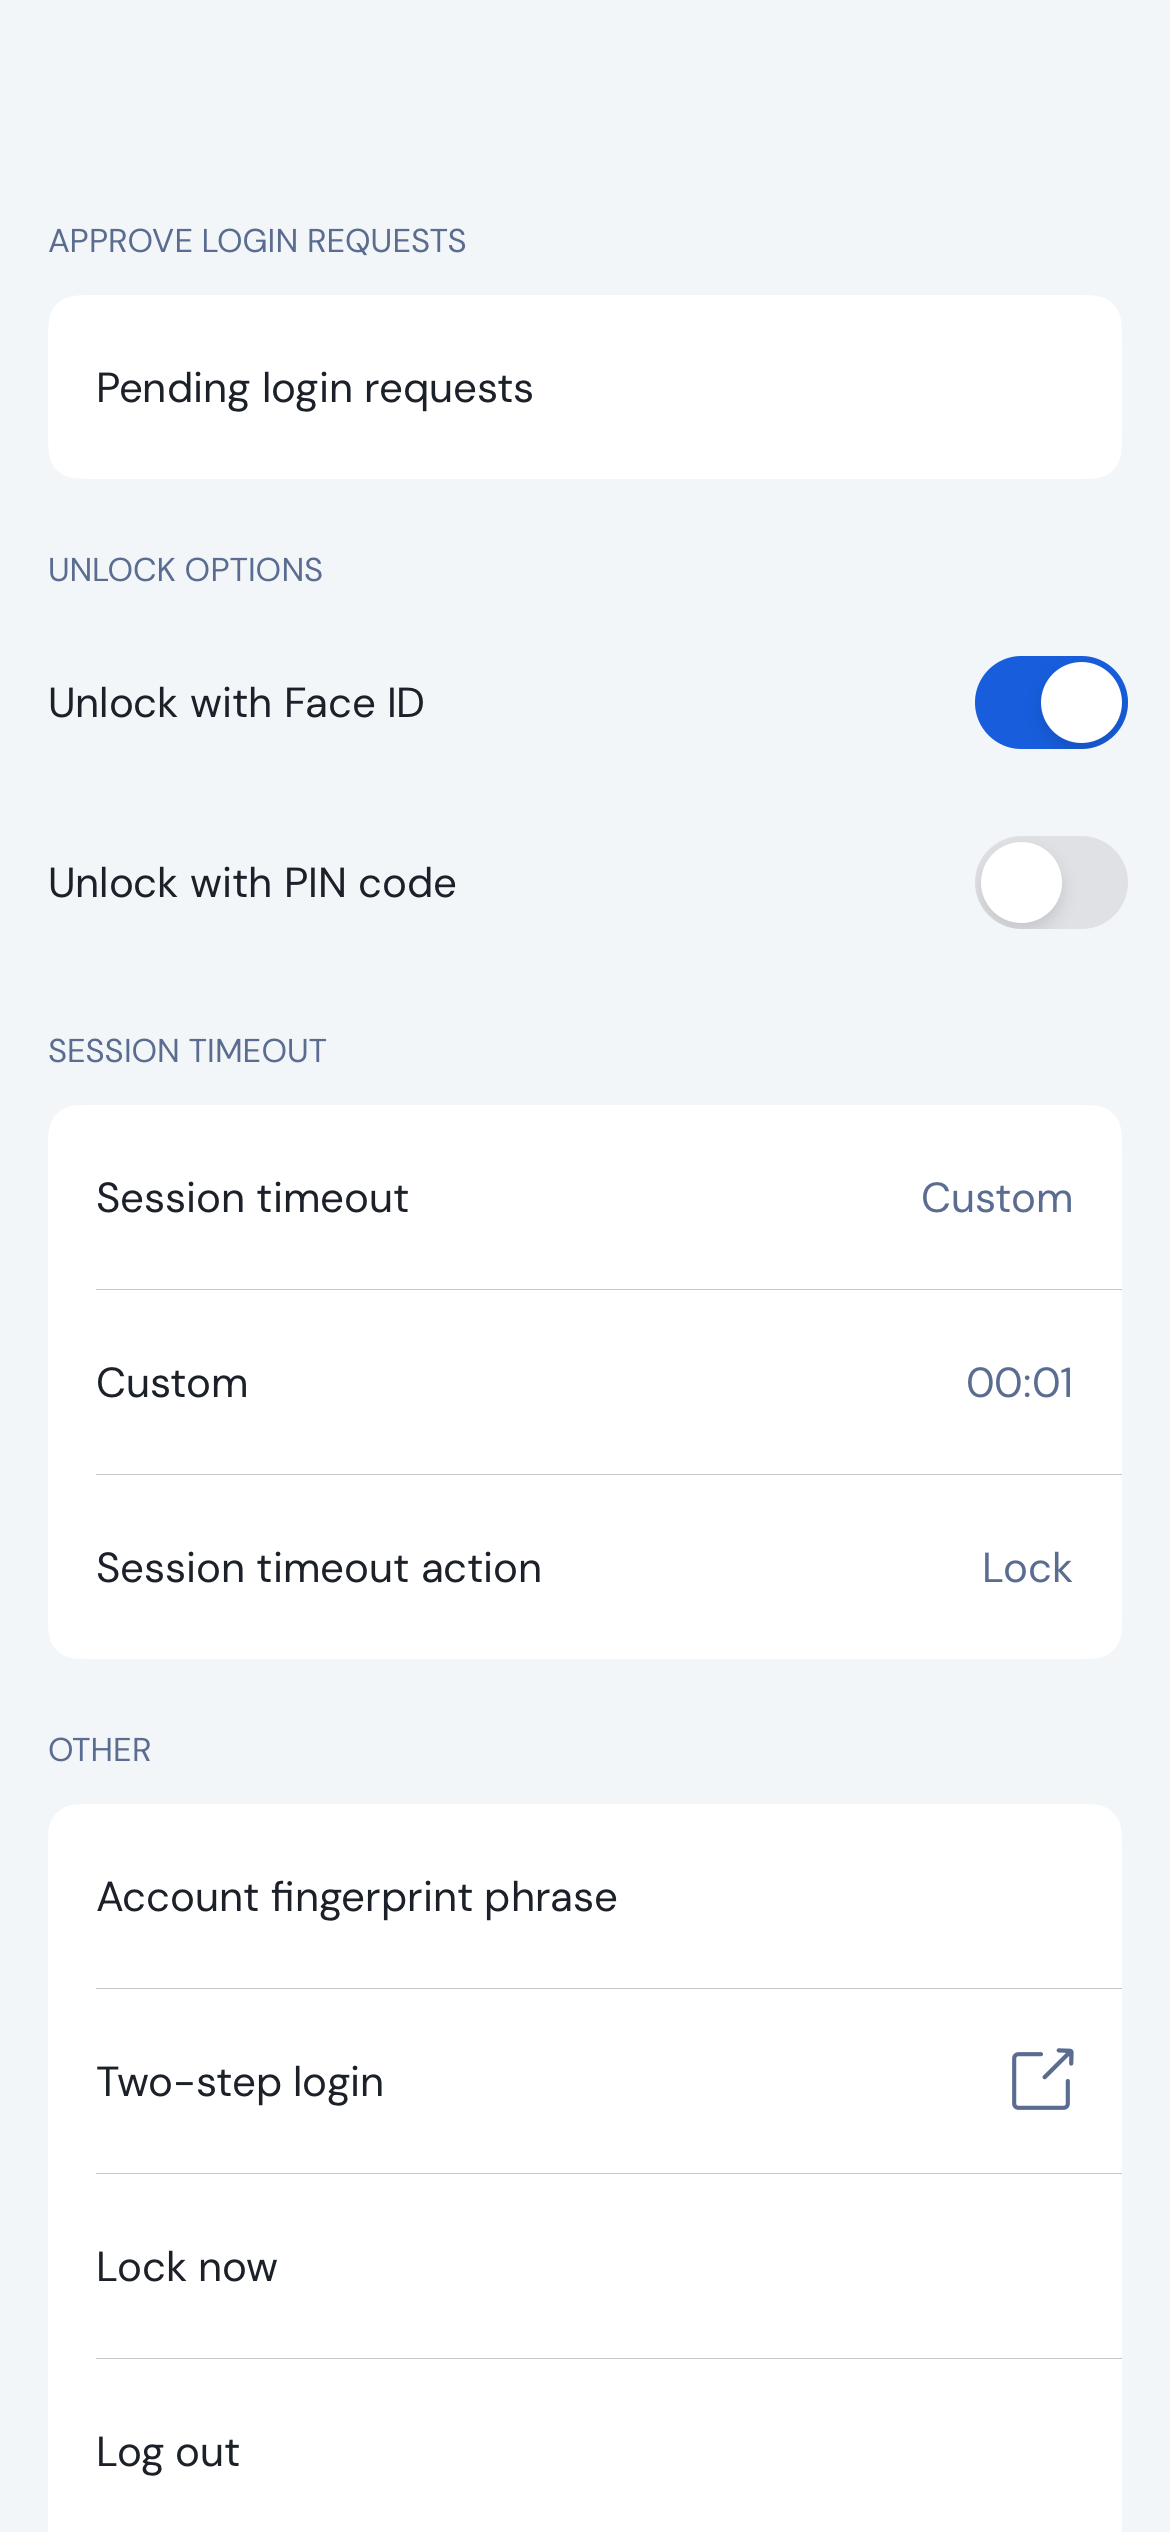 APPROVE LOGIN REQUESTS
Pending login requests
UNLOCK OPTIONS
Unlock with Face ID
Unlock with PIN code
SESSION TIMEOUT
Session timeout Custom
Custom 00:01
Session timeout action Lock
OTHER
Account fingerprint phrase
Two-step login
Lock now
Log out